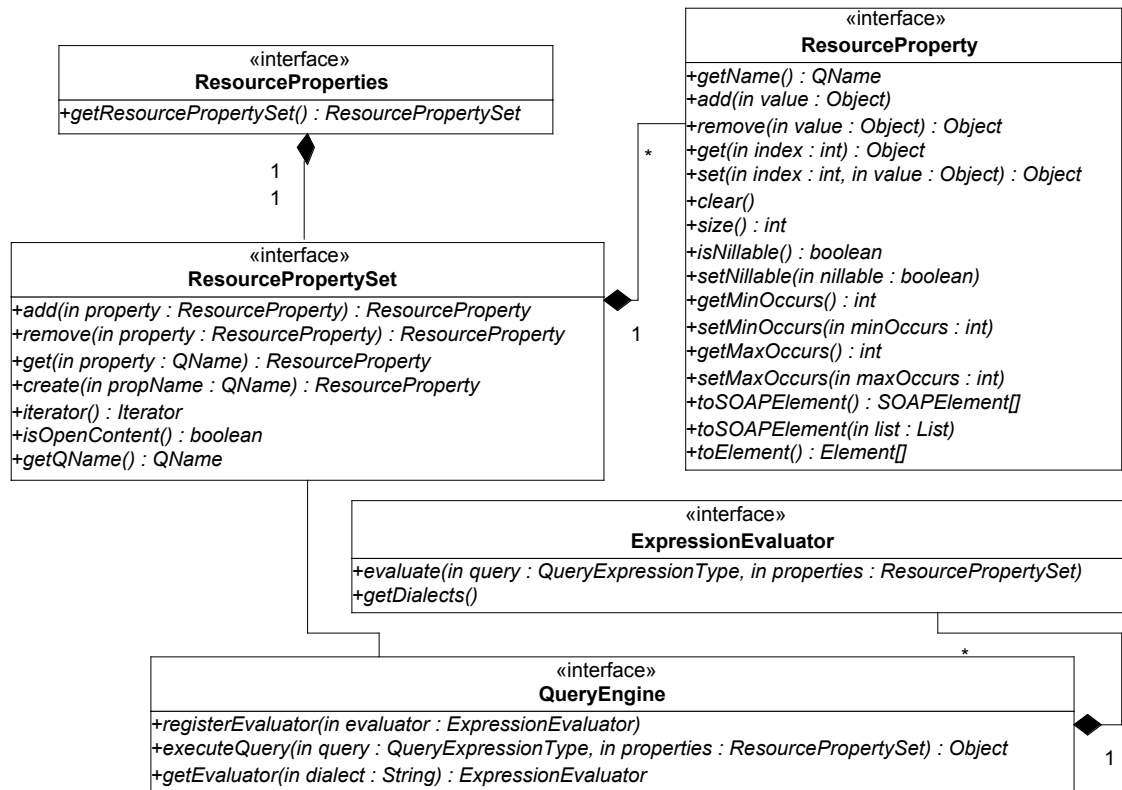 «interface»
ResourceProperties
+getResourcePropertySet() : ResourcePropertySet
1
1
«interface»
ResourceProperty
+getName() : QName
+add(in value : Object)
+remove(in value : Object) : Object
+get(in index : int) : Object
+set(in index : int, in value : Object) : Object
+clear()
+size() : int
+isNillable() : boolean
+setNillable(in nillable : boolean)
+getMinOccurs() : int
+setMinOccurs(in minOccurs : int)
+getMaxOccurs() : int
+setMaxOccurs(in maxOccurs : int)
+toSOAPElement() : SOAPElement[]
+toSOAPElement(in list : List)
+toElement() : Element[]
*
1
«interface»
ResourcePropertySet
+add(in property : ResourceProperty) : ResourceProperty
+remove(in property : ResourceProperty) : ResourceProperty
+get(in property : QName) : ResourceProperty
+create(in propName : QName) : ResourceProperty
+iterator() : Iterator
+isOpenContent() : boolean
+getQName() : QName
«interface»
ExpressionEvaluator
+evaluate(in query : QueryExpressionType, in properties : ResourcePropertySet)
+getDialects()
*
1
«interface»
QueryEngine
+registerEvaluator(in evaluator : ExpressionEvaluator)
+executeQuery(in query : QueryExpressionType, in properties : ResourcePropertySet) : Object
+getEvaluator(in dialect : String) : ExpressionEvaluator